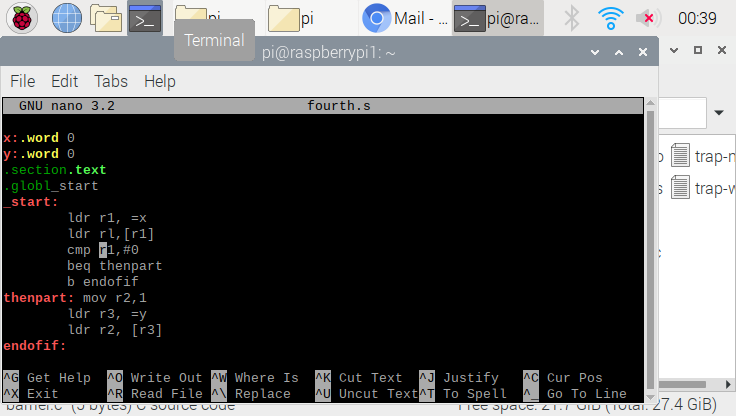 pi
pi
Mail - ...
pi@ra...
00:39
Terminal
pi@raspberrypi1: ~
File Edit Tabs Help
GNU nano 3.2 fourth.s
x:.word 0
y:.word 0
.section.text
.globl_start
_start:
ldr r1, =x
ldr rl,[r1]
cmp r1,#0
beq thenpart
b endofif
thenpart: mov r2,1
ldr r3, =y
ldr r2, [r3]
endofif:
^G Get Help ^O Write Out ^W Where Is ^K Cut Text ^J Justify ^C Cur Pos
^X Exit ^R Read File ^\ Replace ^U Uncut Text ^T To Spell ^_ Go To Line
trap-n
trap-w
barrier.c" (5 bytes) C source code
Free space: 21.7 GiB (Total: 27.4 GiB)